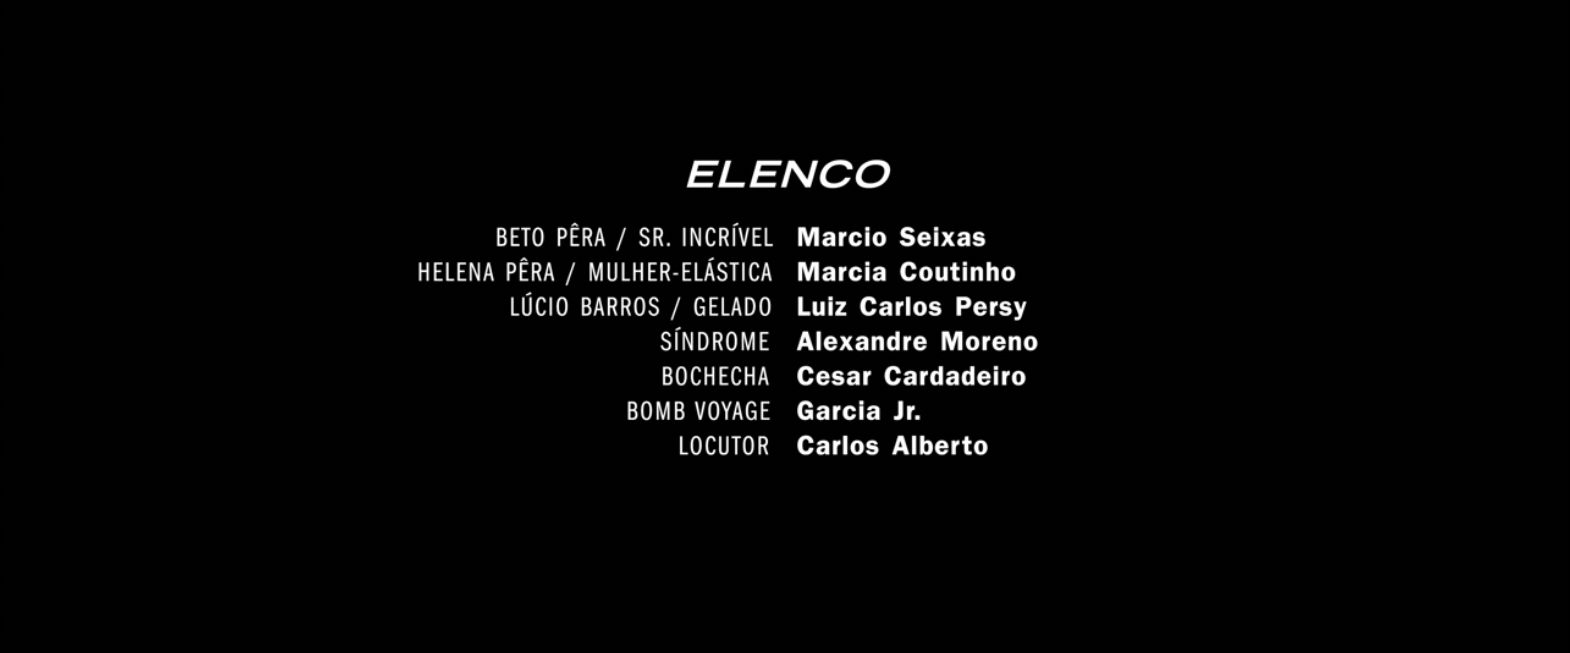 ELENCO
BETO PÊRA / SR. INCRÍVEL Marcio Seixas
HELENA PÊRA / MULHER-ELÁSTICA Marcia Coutinho
LÚCIO BARROS / GELADO Luiz Carlos Persy
SÍNDROME Alexandre Moreno
BOCHECHA Cesar Cardadeiro
BOMB VOYAGE Garcia Jr.
LOCUTOR Carlos Alberto